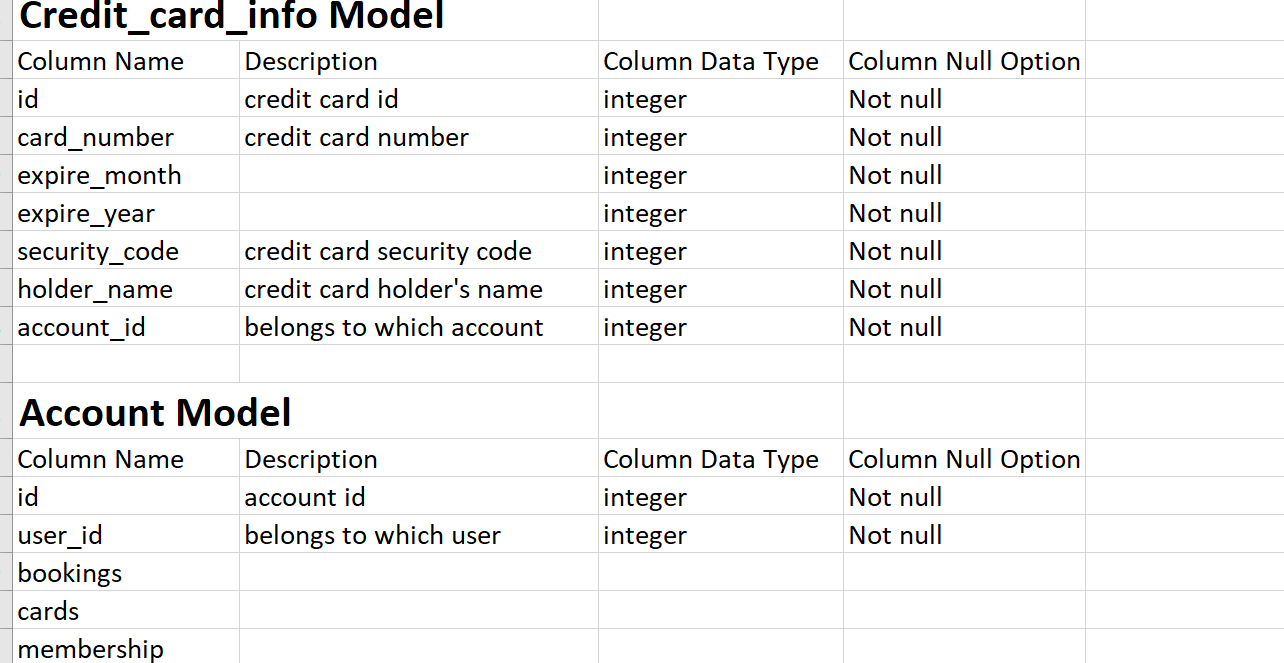 Credit_card_info Model
Column Name Description Column Data Type Column Null Option
id credit card id integer Not null
card_number credit card number integer Not null
expire_month integer Not null
expire_year integer Not null
security_code credit card security code integer Not null
holder_name credit card holder's name integer Not null
account_id belongs to which account integer Not null
Account Model
Column Name Description Column Data Type Column Null Option
id account id integer Not null
user_id belongs to which user integer Not null
bookings
cards
membership